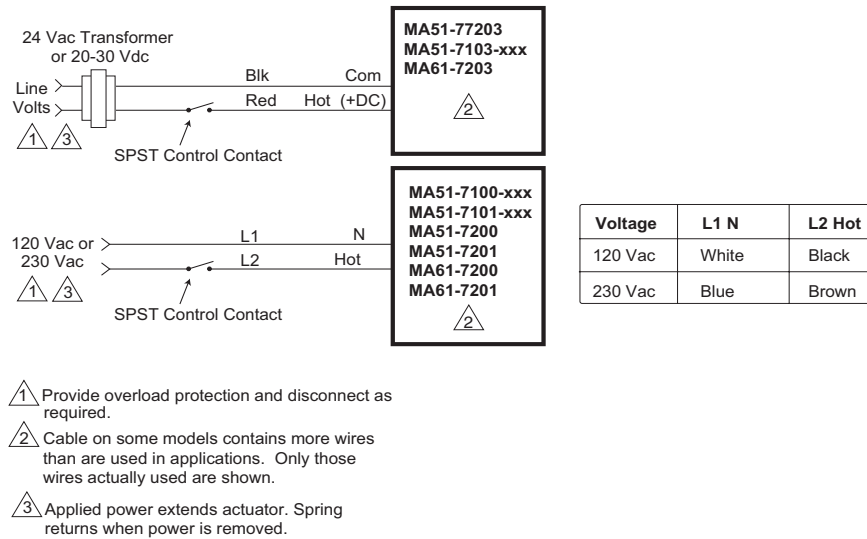 24 Vac Transformer
or 20-30 Vdc
Line
Volts
1 3
Blk Com
Red Hot (+DC)
SPST Control Contact
MA51-77203
MA51-7103-xxx
MA61-7203
2
120 Vac or
230 Vac
1 3
L1 N
L2 Hot
SPST Control Contact
MA51-7100-xxx
MA51-7101-xxx
MA51-7200
MA51-7201
MA61-7200
MA61-7201
2
Voltage L1 N L2 Hot
120 Vac White Black
230 Vac Blue Brown
1 Provide overload protection and disconnect as
required.
2 Cable on some models contains more wires
than are used in applications. Only those
wires actually used are shown.
3 Applied power extends actuator. Spring
returns when power is removed.